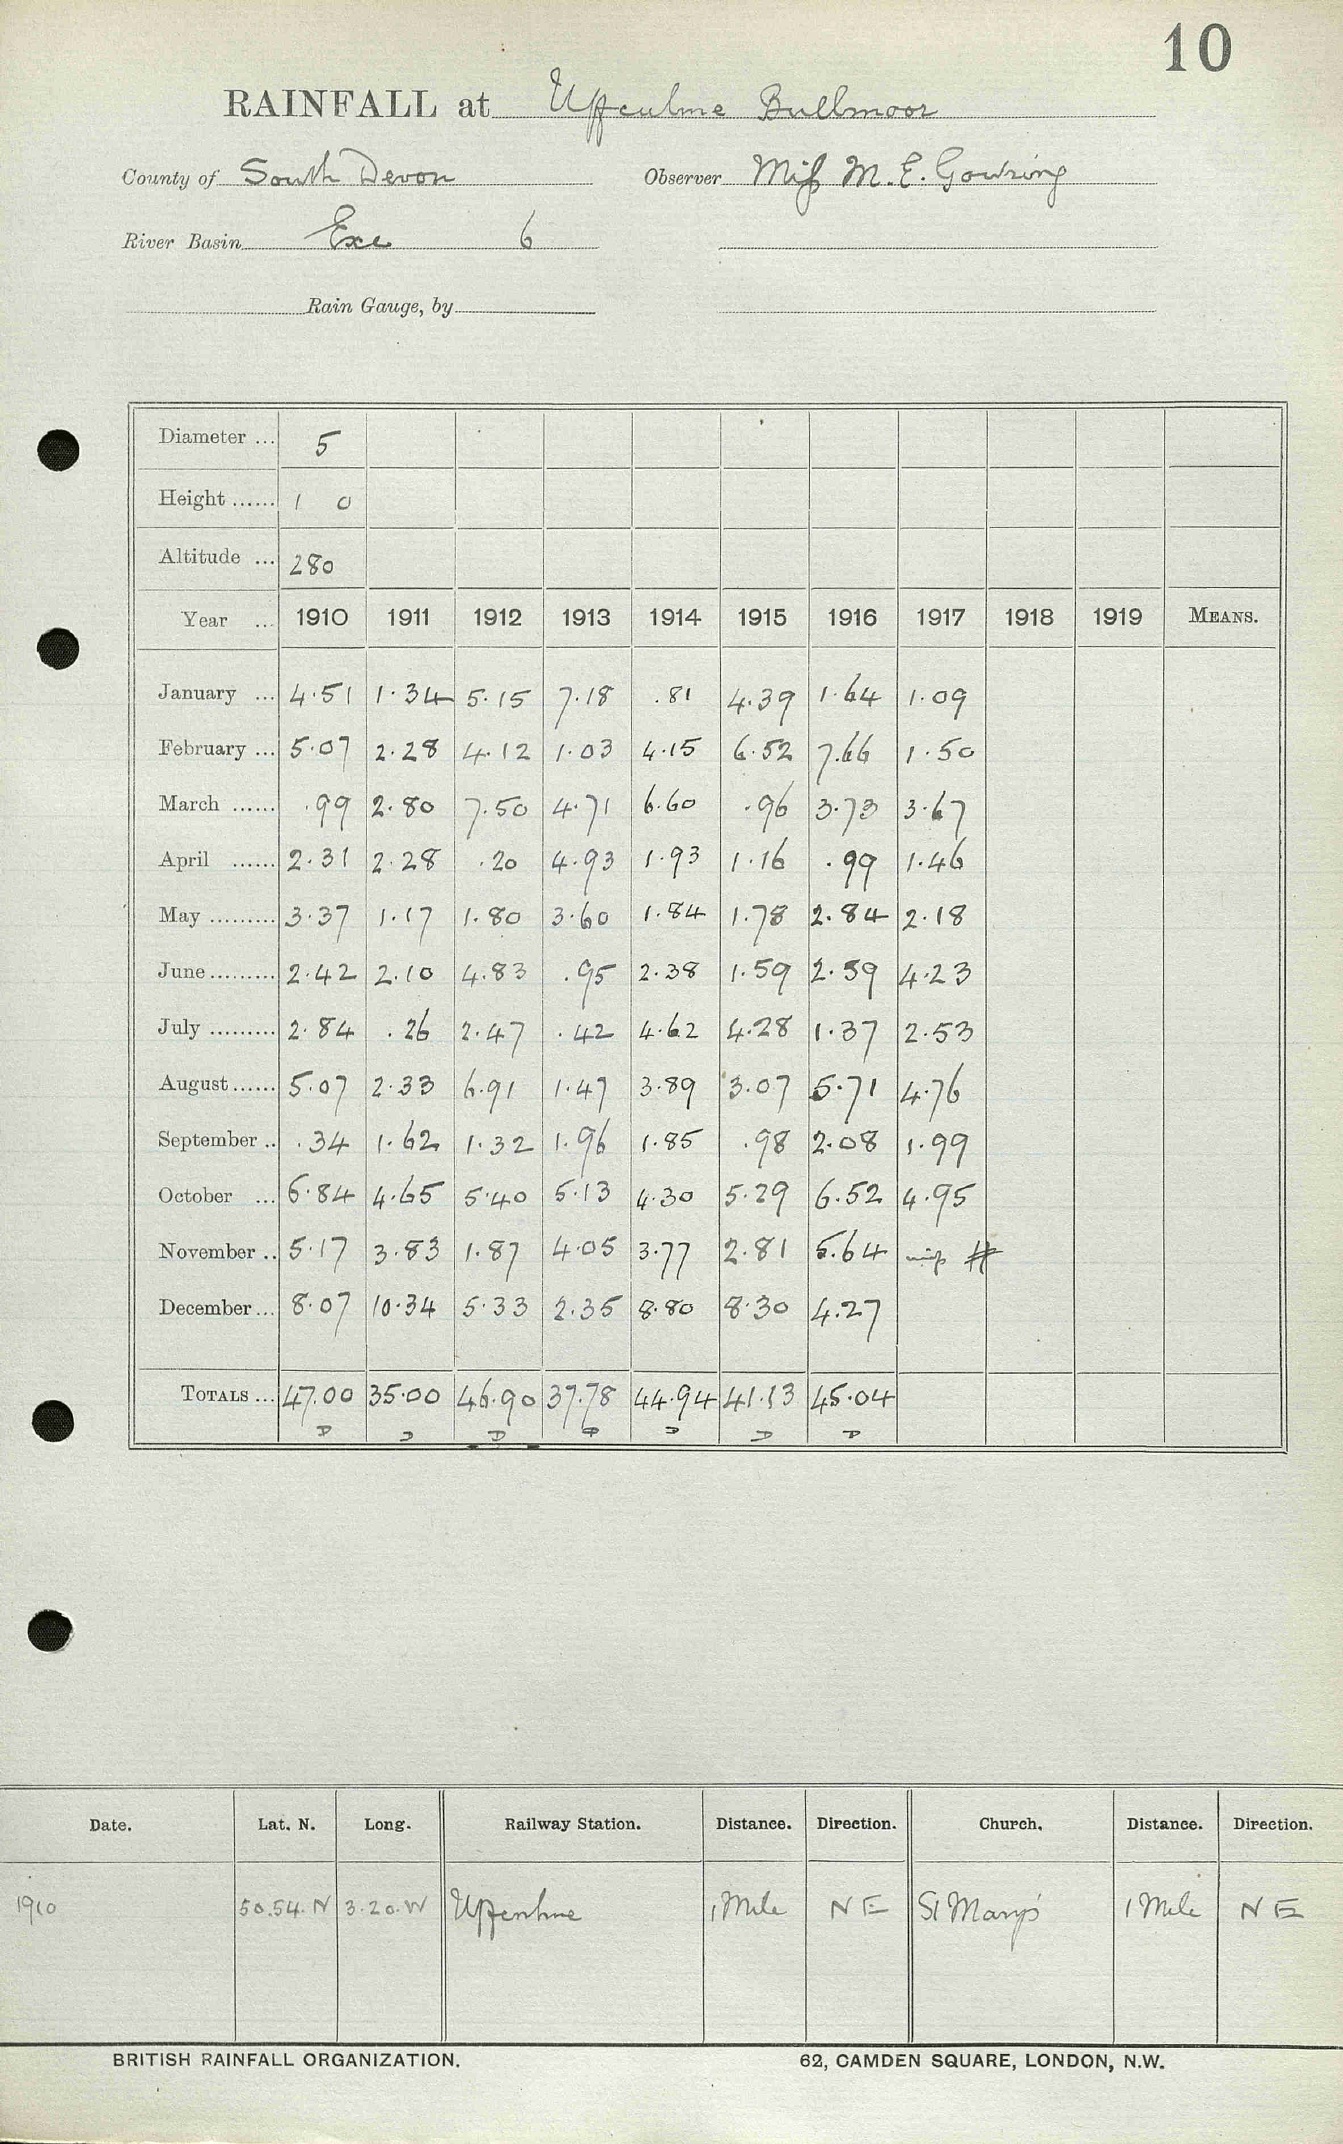 10
RAINFALL at Uffculme Bullmoor
County of South Devon Observer Miss M. E. Gowring
River Basin Exe 6
Rain Gauge, by
Diameter ... 5
Height ...... 1 0
Altitude ... 280
Year ... 1910 1911 1912 1913 1914 1915 1916 1917 1918 1919 MEANS.
January ... 4.51 1.34 5.15 7.18 .81 4.39 1.64 1.09
February ... 5.07 2.28 4.12 1.03 4.15 6.52 7.66 1.50
March ...... .99 2.80 7.50 4.71 6.60 .96 3.73 3.67
April ...... 2.31 2.28 .20 4.93 1.93 1.16 .99 1.46
May ......... 3.37 1.17 1.80 3.60 1.84 1.78 2.84 2.18
June ......... 2.42 2.10 4.83 .95 2.38 1.59 2.59 4.23
July ......... 2.84 .26 2.47 .42 4.62 4.28 1.37 2.53
August ...... 5.07 2.33 6.91 1.47 3.89 3.07 5.71 4.76
September .. .34 1.62 1.32 1.96 1.85 .98 2.08 1.99
October ... 6.84 4.65 5.40 5.13 4.30 5.29 6.52 4.95
November .. 5.17 3.83 1.87 4.05 3.77 2.81 5.64 #
December ... 8.07 10.34 5.33 2.35 8.80 8.30 4.27
TOTALS ... 47.00 35.00 46.90 37.78 44.94 41.13 45.04
D D D D D D D
Date. Lat. N. Long. Railway Station. Distance. Direction. Church. Distance. Direction.
1910 50.54.N 3.20.W Uffculme 1 Mile NE St Mary's 1 Mile NE
BRITISH RAINFALL ORGANIZATION. 62, CAMDEN SQUARE, LONDON, N.W.